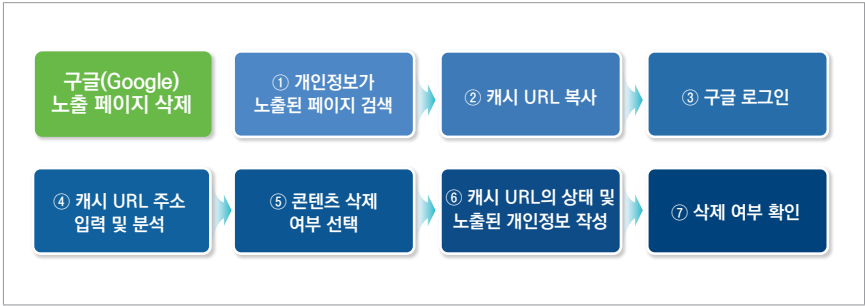 구글(Google)
노출 페이지 삭제
① 개인정보가
노출된 페이지 검색
② 캐시 URL 복사
③ 구글 로그인
④ 캐시 URL 주소
입력 및 분석
⑤ 콘텐츠 삭제
여부 선택
⑥ 캐시 URL의 상태 및
노출된 개인정보 작성
⑦ 삭제 여부 확인